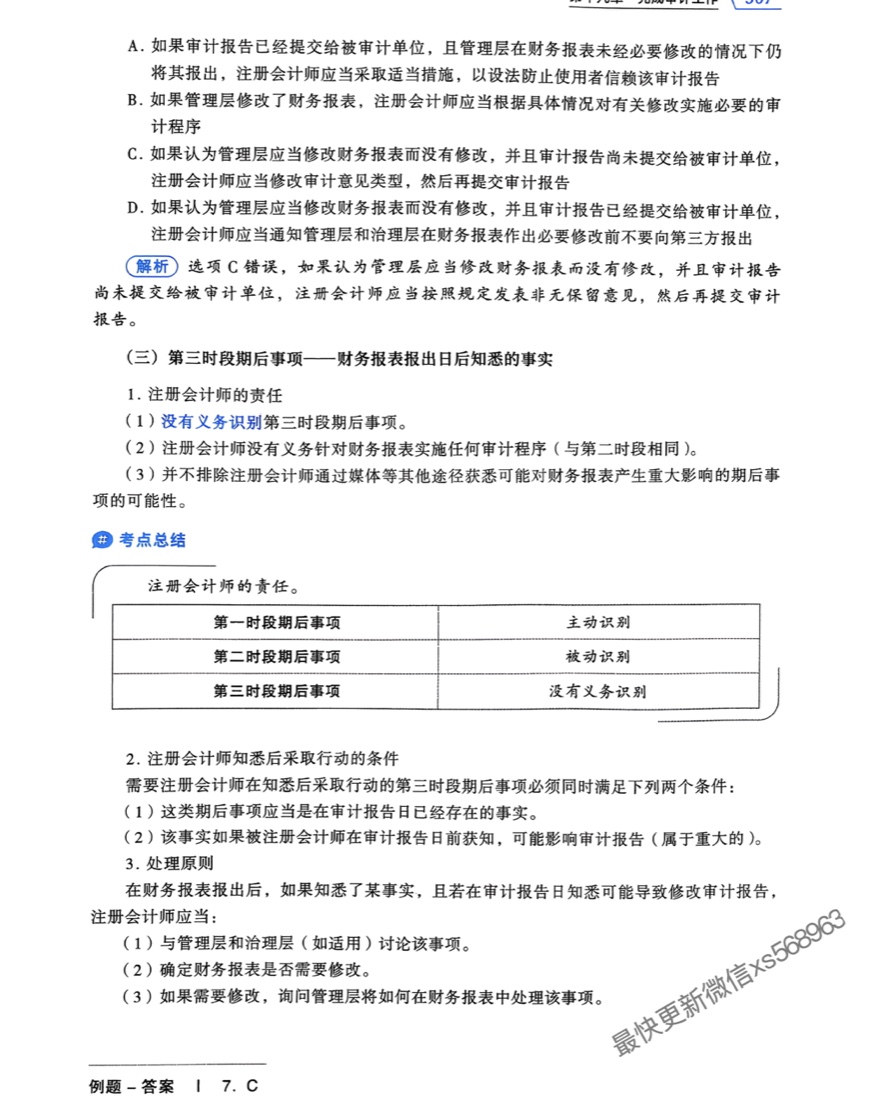 A. 如果审计报告已经提交给被审计单位，且管理层在财务报表未经必要修改的情况下仍
将其报出，注册会计师应当采取适当措施，以设法防止使用者信赖该审计报告
B. 如果管理层修改了财务报表，注册会计师应当根据具体情况对有关修改实施必要的审
计程序
C. 如果认为管理层应当修改财务报表而没有修改，并且审计报告尚未提交给被审计单位，
注册会计师应当修改审计意见类型，然后再提交审计报告
D. 如果认为管理层应当修改财务报表而没有修改，并且审计报告已经提交给被审计单位，
注册会计师应当通知管理层和治理层在财务报表作出必要修改前不要向第三方报出
解析 选项 C 错误，如果认为管理层应当修改财务报表而没有修改，并且审计报告
尚未提交给被审计单位，注册会计师应当按照规定发表非无保留意见，然后再提交审计
报告。
（三）第三时段期后事项——财务报表报出日后知悉的事实
1. 注册会计师的责任
（1）没有义务识别第三时段期后事项。
（2）注册会计师没有义务针对财务报表实施任何审计程序（与第二时段相同）。
（3）并不排除注册会计师通过媒体等其他途径获悉可能对财务报表产生重大影响的期后事
项的可能性。
# 考点总结
注册会计师的责任。
第一时段期后事项 主动识别
第二时段期后事项 被动识别
第三时段期后事项 没有义务识别
2. 注册会计师知悉后采取行动的条件
需要注册会计师在知悉后采取行动的第三时段期后事项必须同时满足下列两个条件：
（1）这类期后事项应当是在审计报告日已经存在的事实。
（2）该事实如果被注册会计师在审计报告日前获知，可能影响审计报告（属于重大的）。
3. 处理原则
在财务报表报出后，如果知悉了某事实，且若在审计报告日知悉可能导致修改审计报告，
注册会计师应当：
（1）与管理层和治理层（如适用）讨论该事项。
（2）确定财务报表是否需要修改。
（3）如果需要修改，询问管理层将如何在财务报表中处理该事项。
最快更新微信xs568963
例题 – 答案 | 7. C